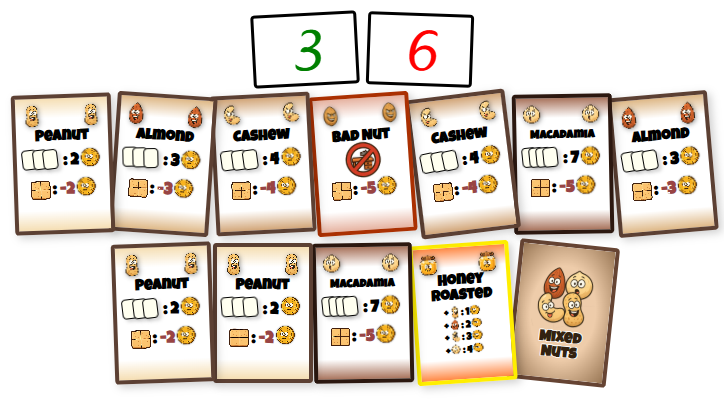 3
6
PEANUT
: 2
: -2
ALMOND
: 3
: -3
CASHEW
: 4
: -4
BAD NUT
: -5
CASHEW
: 4
: -4
MACADAMIA
: 7
: -5
ALMOND
: 3
: -3
PEANUT
: 2
: -2
PEANUT
: 2
: -2
MACADAMIA
: 7
: -5
HONEY
ROASTED
+ : 1
+ : 2
+ : 3
+ : 4
MIXED
NUTS